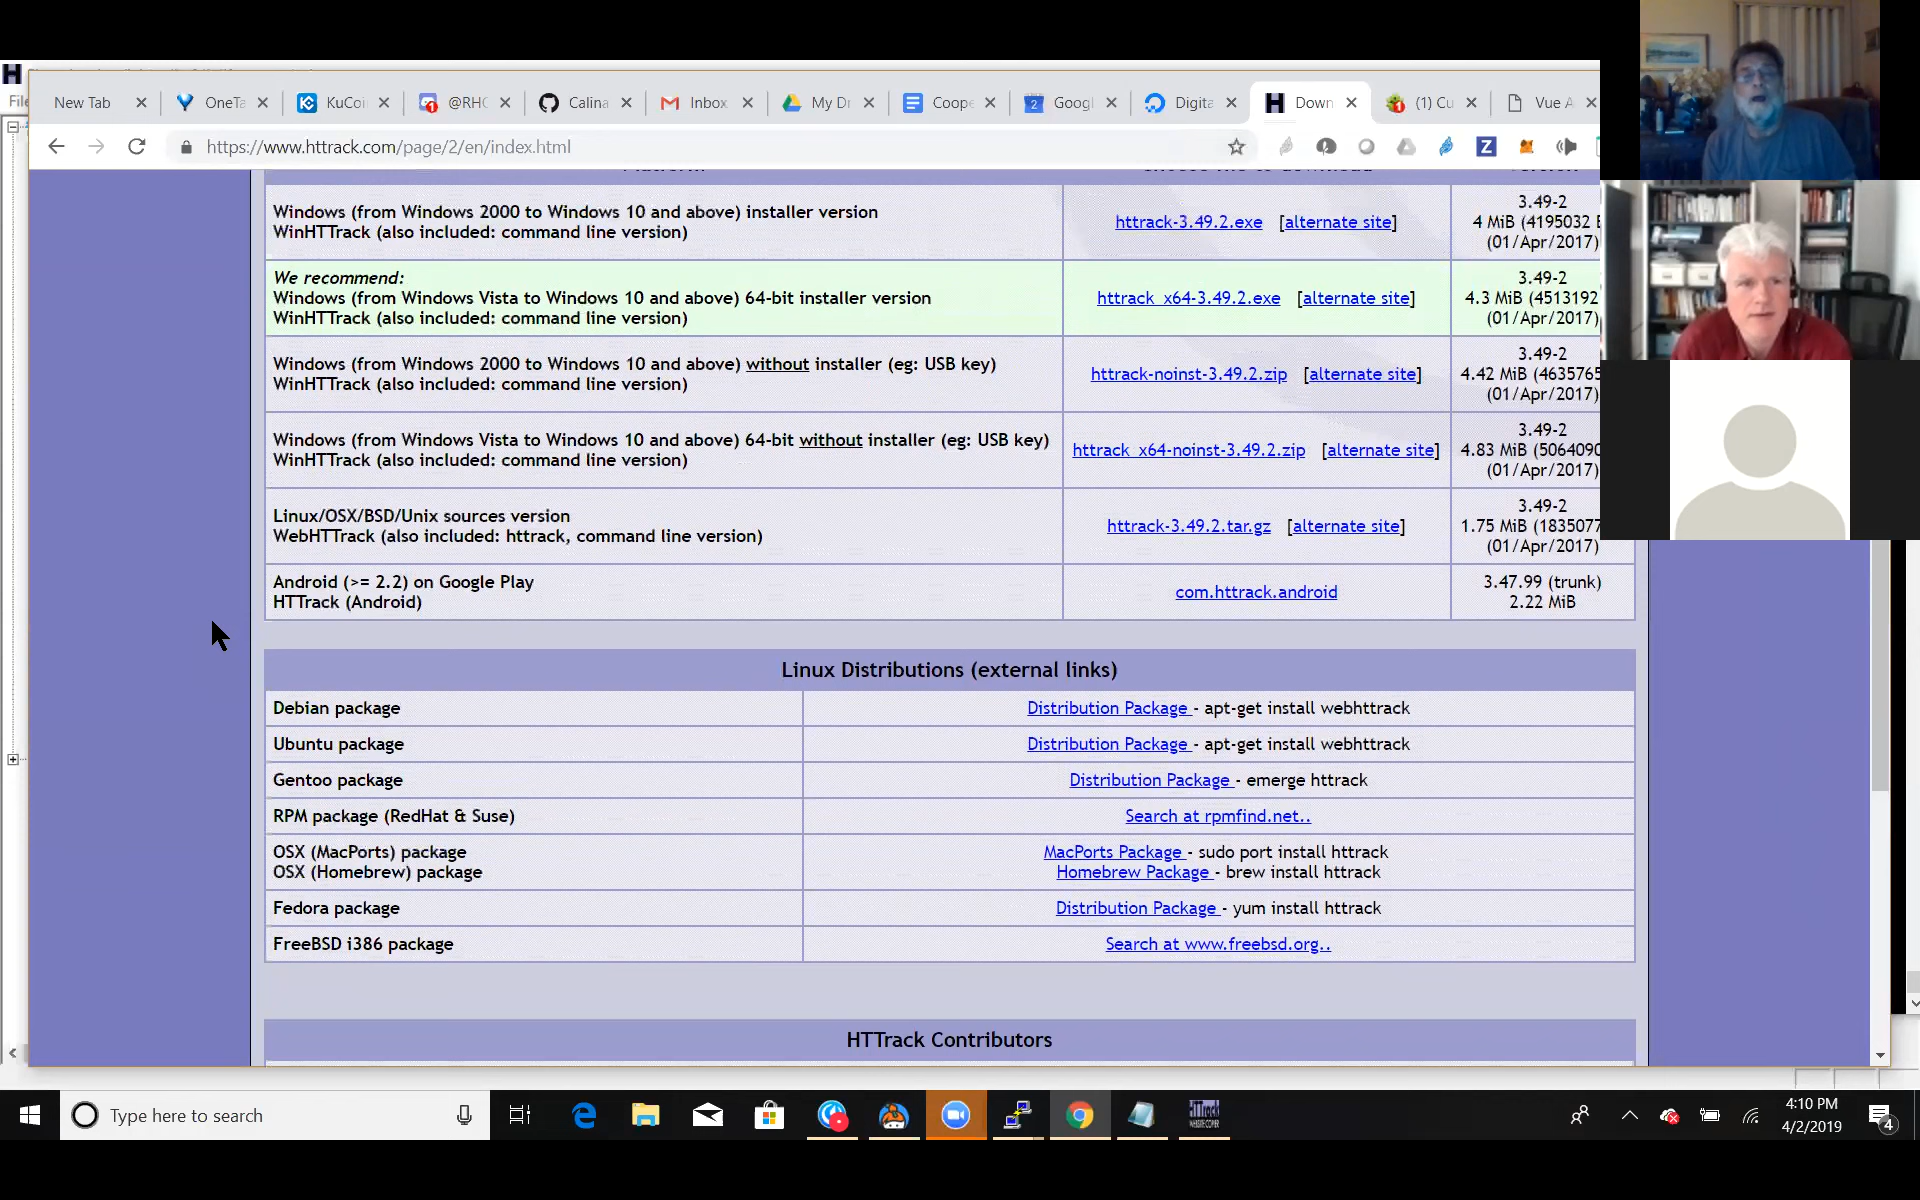 File
New Tab
OneTa
KuCoi
@RHC
Calina
Inbox
My Dr
Coope
Googl
Digita
Down
(1) Cu
Vue A
https://www.httrack.com/page/2/en/index.html
Windows (from Windows 2000 to Windows 10 and above) installer version
WinHTTrack (also included: command line version)
httrack-3.49.2.exe [alternate site]
3.49-2
4 MiB (4195032
(01/Apr/2017)
We recommend:
Windows (from Windows Vista to Windows 10 and above) 64-bit installer version
WinHTTrack (also included: command line version)
httrack_x64-3.49.2.exe [alternate site]
3.49-2
4.3 MiB (4513192
(01/Apr/2017)
Windows (from Windows 2000 to Windows 10 and above) without installer (eg: USB key)
WinHTTrack (also included: command line version)
httrack-noinst-3.49.2.zip [alternate site]
3.49-2
4.42 MiB (4635765
(01/Apr/2017)
Windows (from Windows Vista to Windows 10 and above) 64-bit without installer (eg: USB key)
WinHTTrack (also included: command line version)
httrack_x64-noinst-3.49.2.zip [alternate site]
3.49-2
4.83 MiB (5064090
(01/Apr/2017)
Linux/OSX/BSD/Unix sources version
WebHTTrack (also included: httrack, command line version)
httrack-3.49.2.tar.gz [alternate site]
3.49-2
1.75 MiB (1835077
(01/Apr/2017)
Android (>= 2.2) on Google Play
HTTrack (Android)
com.httrack.android
3.47.99 (trunk)
2.22 MiB
Linux Distributions (external links)
Debian package
Distribution Package - apt-get install webhttrack
Ubuntu package
Distribution Package - apt-get install webhttrack
Gentoo package
Distribution Package - emerge httrack
RPM package (RedHat & Suse)
Search at rpmfind.net..
OSX (MacPorts) package
OSX (Homebrew) package
MacPorts Package - sudo port install httrack
Homebrew Package - brew install httrack
Fedora package
Distribution Package - yum install httrack
FreeBSD i386 package
Search at www.freebsd.org..
HTTrack Contributors
Type here to search
4:10 PM
4/2/2019
4